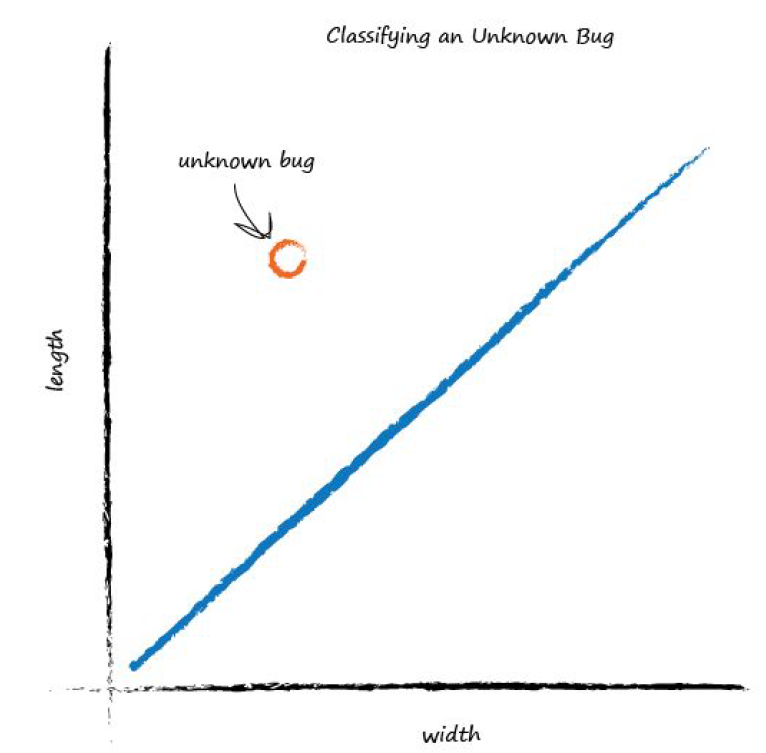 Classifying an Unknown Bug
unknown bug
length
width